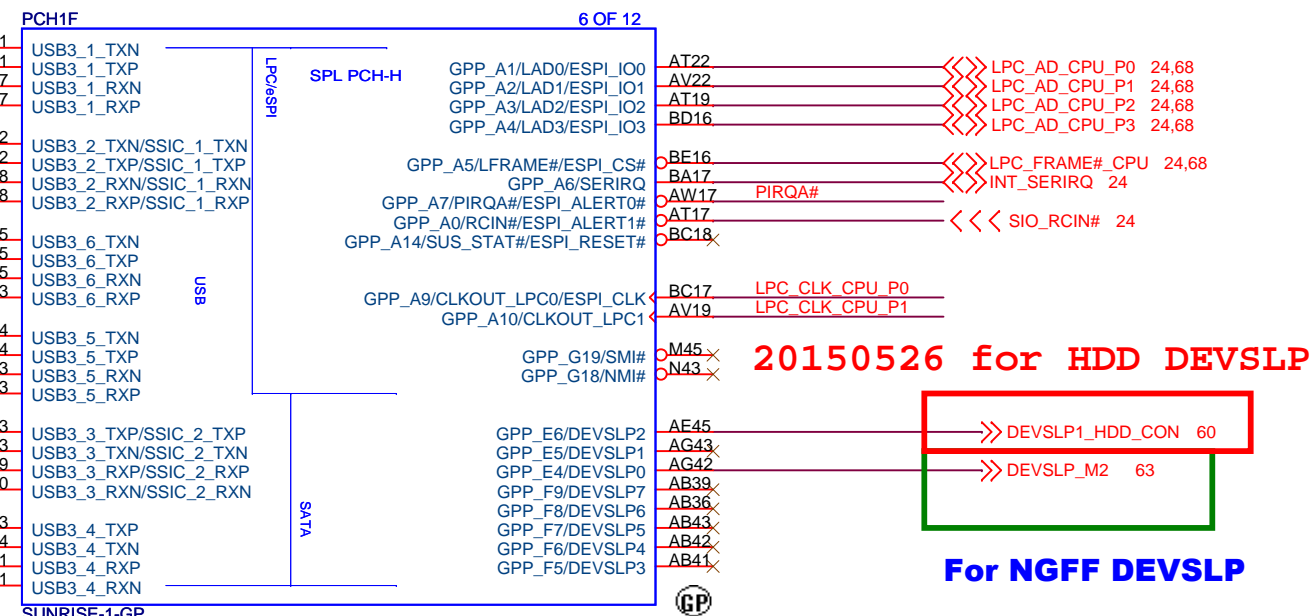 PCH1F 6 OF 12
USB3_1_TXN
USB3_1_TXP
USB3_1_RXN
USB3_1_RXP
USB3_2_TXN/SSIC_1_TXN
USB3_2_TXP/SSIC_1_TXP
USB3_2_RXN/SSIC_1_RXN
USB3_2_RXP/SSIC_1_RXP
USB3_6_TXN
USB3_6_TXP
USB3_6_RXN
USB3_6_RXP
USB3_5_TXN
USB3_5_TXP
USB3_5_RXN
USB3_5_RXP
USB3_3_TXP/SSIC_2_TXP
USB3_3_TXN/SSIC_2_TXN
USB3_3_RXP/SSIC_2_RXP
USB3_3_RXN/SSIC_2_RXN
USB3_4_TXP
USB3_4_TXN
USB3_4_RXP
USB3_4_RXN
SUNRISE-1-GP
LPC/eSPI
SPL PCH-H
USB
SATA
GPP_A1/LAD0/ESPI_IO0 AT22 LPC_AD_CPU_P0 24,68
GPP_A2/LAD1/ESPI_IO1 AV22 LPC_AD_CPU_P1 24,68
GPP_A3/LAD2/ESPI_IO2 AT19 LPC_AD_CPU_P2 24,68
GPP_A4/LAD3/ESPI_IO3 BD16 LPC_AD_CPU_P3 24,68
GPP_A5/LFRAME#/ESPI_CS# BE16 LPC_FRAME#_CPU 24,68
GPP_A6/SERIRQ BA17 INT_SERIRQ 24
GPP_A7/PIRQA#/ESPI_ALERT0# AW17 PIRQA#
GPP_A0/RCIN#/ESPI_ALERT1# AT17 SIO_RCIN# 24
GPP_A14/SUS_STAT#/ESPI_RESET# BC18
GPP_A9/CLKOUT_LPC0/ESPI_CLK BC17 LPC_CLK_CPU_P0
GPP_A10/CLKOUT_LPC1 AV19 LPC_CLK_CPU_P1
GPP_G19/SMI# M45
GPP_G18/NMI# N43
20150526 for HDD DEVSLP
GPP_E6/DEVSLP2 AE45 DEVSLP1_HDD_CON 60
GPP_E5/DEVSLP1 AG43
GPP_E4/DEVSLP0 AG42 DEVSLP_M2 63
GPP_F9/DEVSLP7 AB39
GPP_F8/DEVSLP6 AB36
GPP_F7/DEVSLP5 AB43
GPP_F6/DEVSLP4 AB42
GPP_F5/DEVSLP3 AB41
For NGFF DEVSLP
GP